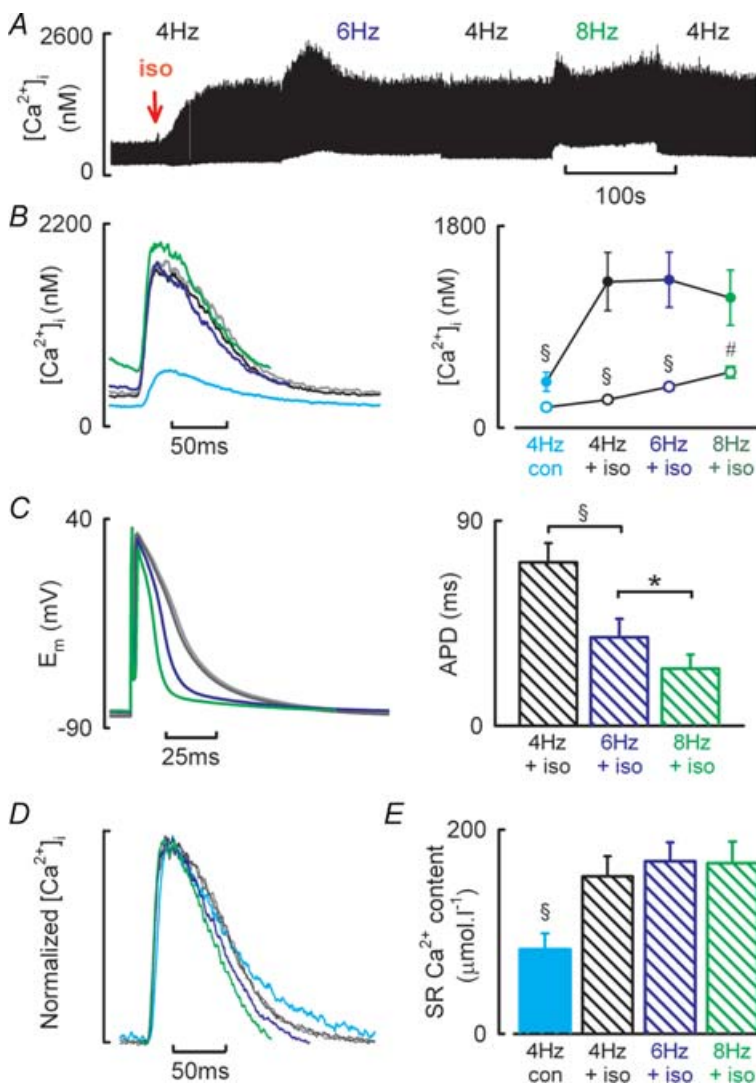 A
2600
4Hz
6Hz
4Hz
8Hz
4Hz
iso
[Ca²⁺]ᵢ
(nM)
0
100s
B
2200
[Ca²⁺]ᵢ (nM)
0
50ms
1800
[Ca²⁺]ᵢ (nM)
0
§
§
§
#
4Hz
con
4Hz
+ iso
6Hz
+ iso
8Hz
+ iso
C
40
Eₘ (mV)
-90
25ms
90
APD (ms)
0
§
*
4Hz
+ iso
6Hz
+ iso
8Hz
+ iso
D
Normalized [Ca²⁺]ᵢ
50ms
E
200
SR Ca²⁺ content
(μmol.l⁻¹)
0
§
4Hz
con
4Hz
+ iso
6Hz
+ iso
8Hz
+ iso